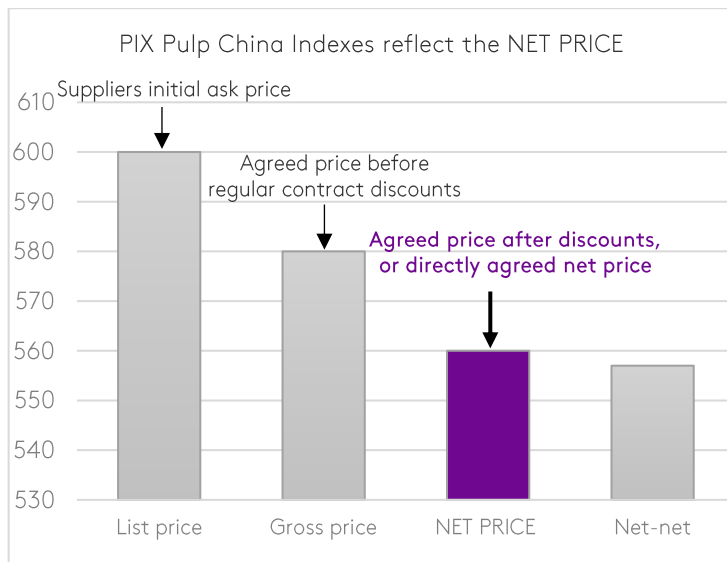 PIX Pulp China Indexes reflect the NET PRICE
Suppliers initial ask price
610
600
Agreed price before
regular contract discounts
590
580
Agreed price after discounts,
or directly agreed net price
570
560
550
540
530
List price
Gross price
NET PRICE
Net-net